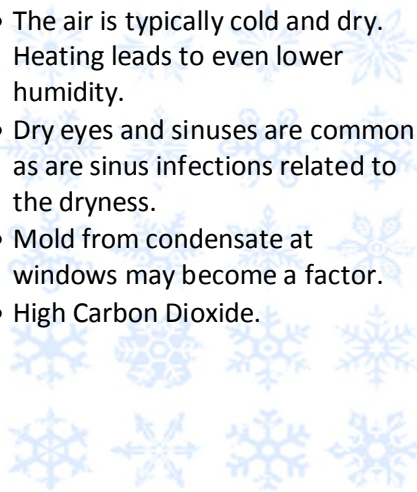 • The air is typically cold and dry.
Heating leads to even lower
humidity.
• Dry eyes and sinuses are common
as are sinus infections related to
the dryness.
• Mold from condensate at
windows may become a factor.
• High Carbon Dioxide.